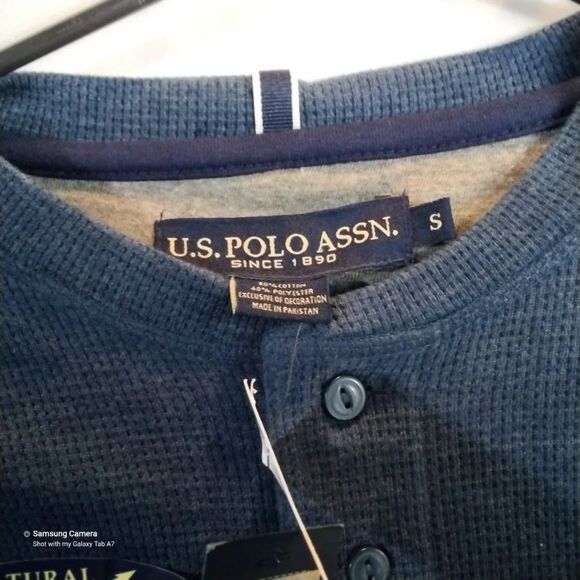 U.S. POLO ASSN.
SINCE 1890
S
60% COTTON
40% POLYESTER
EXCLUSIVE OF DECORATION
MADE IN PAKISTAN
Samsung Camera
Shot with my Galaxy Tab A7